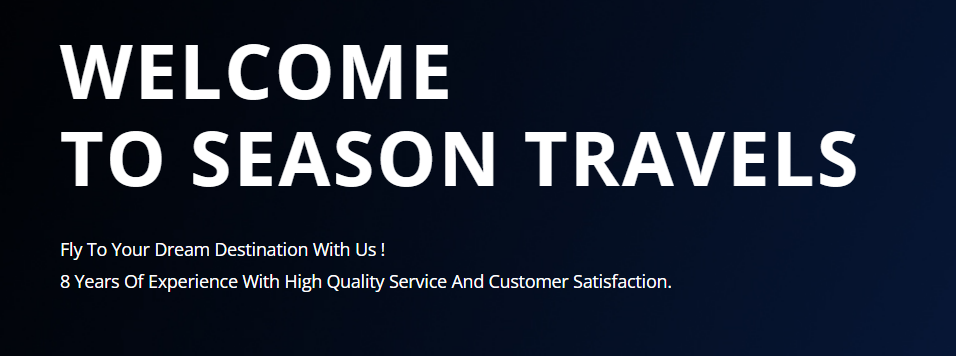 WELCOME
TO SEASON TRAVELS
Fly To Your Dream Destination With Us !
8 Years Of Experience With High Quality Service And Customer Satisfaction.